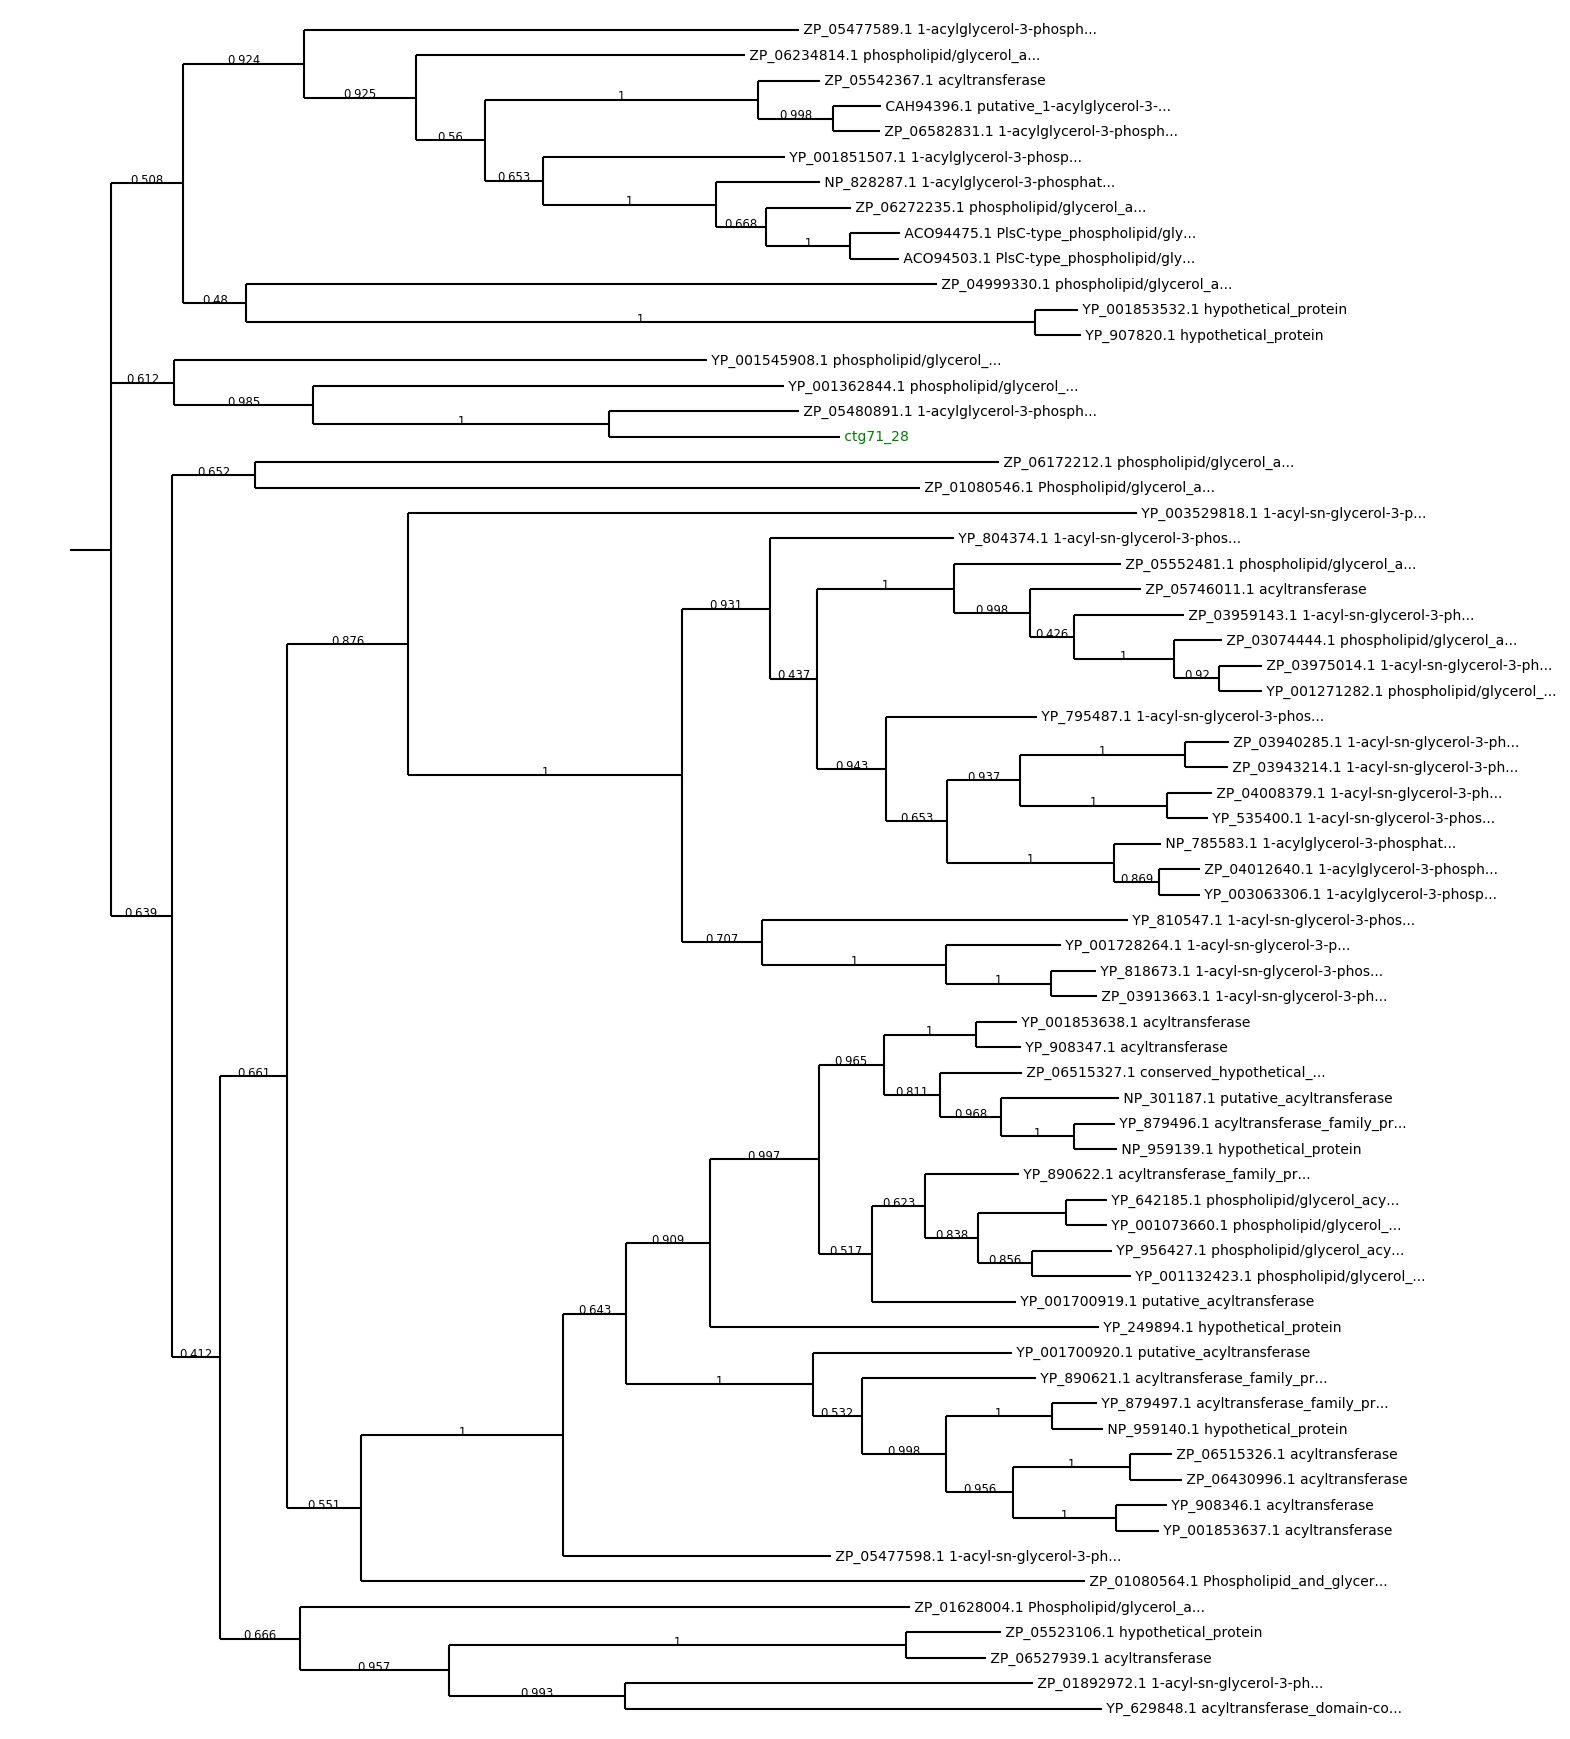 ZP_05477589.1 1-acylglycerol-3-phosph...
0.924
ZP_06234814.1 phospholipid/glycerol_a...
0.925
ZP_05542367.1 acyltransferase
1
CAH94396.1 putative_1-acylglycerol-3-...
0.998
ZP_06582831.1 1-acylglycerol-3-phosph...
0.56
YP_001851507.1 1-acylglycerol-3-phosp...
0.653
0.508
NP_828287.1 1-acylglycerol-3-phosphat...
1
ZP_06272235.1 phospholipid/glycerol_a...
0.668
ACO94475.1 PlsC-type_phospholipid/gly...
1
ACO94503.1 PlsC-type_phospholipid/gly...
ZP_04999330.1 phospholipid/glycerol_a...
0.48
YP_001853532.1 hypothetical_protein
1
YP_907820.1 hypothetical_protein
YP_001545908.1 phospholipid/glycerol_...
0.612
YP_001362844.1 phospholipid/glycerol_...
0.985
ZP_05480891.1 1-acylglycerol-3-phosph...
1
ctg71_28
ZP_06172212.1 phospholipid/glycerol_a...
0.652
ZP_01080546.1 Phospholipid/glycerol_a...
YP_003529818.1 1-acyl-sn-glycerol-3-p...
YP_804374.1 1-acyl-sn-glycerol-3-phos...
ZP_05552481.1 phospholipid/glycerol_a...
1
ZP_05746011.1 acyltransferase
0.931
0.998
ZP_03959143.1 1-acyl-sn-glycerol-3-ph...
0.426
0.876
ZP_03074444.1 phospholipid/glycerol_a...
1
ZP_03975014.1 1-acyl-sn-glycerol-3-ph...
0.437
0.92
YP_001271282.1 phospholipid/glycerol_...
YP_795487.1 1-acyl-sn-glycerol-3-phos...
ZP_03940285.1 1-acyl-sn-glycerol-3-ph...
1
0.943
ZP_03943214.1 1-acyl-sn-glycerol-3-ph...
1
0.937
ZP_04008379.1 1-acyl-sn-glycerol-3-ph...
1
0.653
YP_535400.1 1-acyl-sn-glycerol-3-phos...
NP_785583.1 1-acylglycerol-3-phosphat...
1
ZP_04012640.1 1-acylglycerol-3-phosph...
0.869
YP_003063306.1 1-acylglycerol-3-phosp...
0.639
YP_810547.1 1-acyl-sn-glycerol-3-phos...
0.707
YP_001728264.1 1-acyl-sn-glycerol-3-p...
1
YP_818673.1 1-acyl-sn-glycerol-3-phos...
1
ZP_03913663.1 1-acyl-sn-glycerol-3-ph...
YP_001853638.1 acyltransferase
1
YP_908347.1 acyltransferase
0.965
0.661
ZP_06515327.1 conserved_hypothetical_...
0.811
NP_301187.1 putative_acyltransferase
0.968
YP_879496.1 acyltransferase_family_pr...
1
NP_959139.1 hypothetical_protein
0.997
YP_890622.1 acyltransferase_family_pr...
0.623
YP_642185.1 phospholipid/glycerol_acy...
YP_001073660.1 phospholipid/glycerol_...
0.838
0.909
YP_956427.1 phospholipid/glycerol_acy...
0.517
0.856
YP_001132423.1 phospholipid/glycerol_...
YP_001700919.1 putative_acyltransferase
0.643
YP_249894.1 hypothetical_protein
0.412
YP_001700920.1 putative_acyltransferase
YP_890621.1 acyltransferase_family_pr...
1
YP_879497.1 acyltransferase_family_pr...
0.532
1
NP_959140.1 hypothetical_protein
1
0.998
ZP_06515326.1 acyltransferase
1
ZP_06430996.1 acyltransferase
0.956
0.551
YP_908346.1 acyltransferase
1
YP_001853637.1 acyltransferase
ZP_05477598.1 1-acyl-sn-glycerol-3-ph...
ZP_01080564.1 Phospholipid_and_glycer...
ZP_01628004.1 Phospholipid/glycerol_a...
0.666
ZP_05523106.1 hypothetical_protein
1
ZP_06527939.1 acyltransferase
0.957
ZP_01892972.1 1-acyl-sn-glycerol-3-ph...
0.993
YP_629848.1 acyltransferase_domain-co...